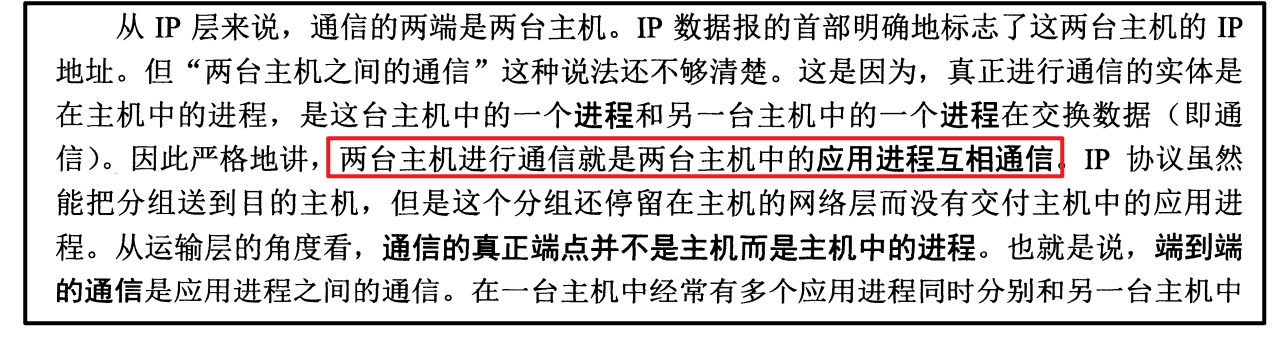 从 IP 层来说，通信的两端是两台主机。IP 数据报的首部明确地标志了这两台主机的 IP
地址。但“两台主机之间的通信”这种说法还不够清楚。这是因为，真正进行通信的实体是
在主机中的进程，是这台主机中的一个进程和另一台主机中的一个进程在交换数据（即通
信）。因此严格地讲，两台主机进行通信就是两台主机中的应用进程互相通信。IP 协议虽然
能把分组送到目的主机，但是这个分组还停留在主机的网络层而没有交付主机中的应用进
程。从运输层的角度看，通信的真正端点并不是主机而是主机中的进程。也就是说，端到端
的通信是应用进程之间的通信。在一台主机中经常有多个应用进程同时分别和另一台主机中